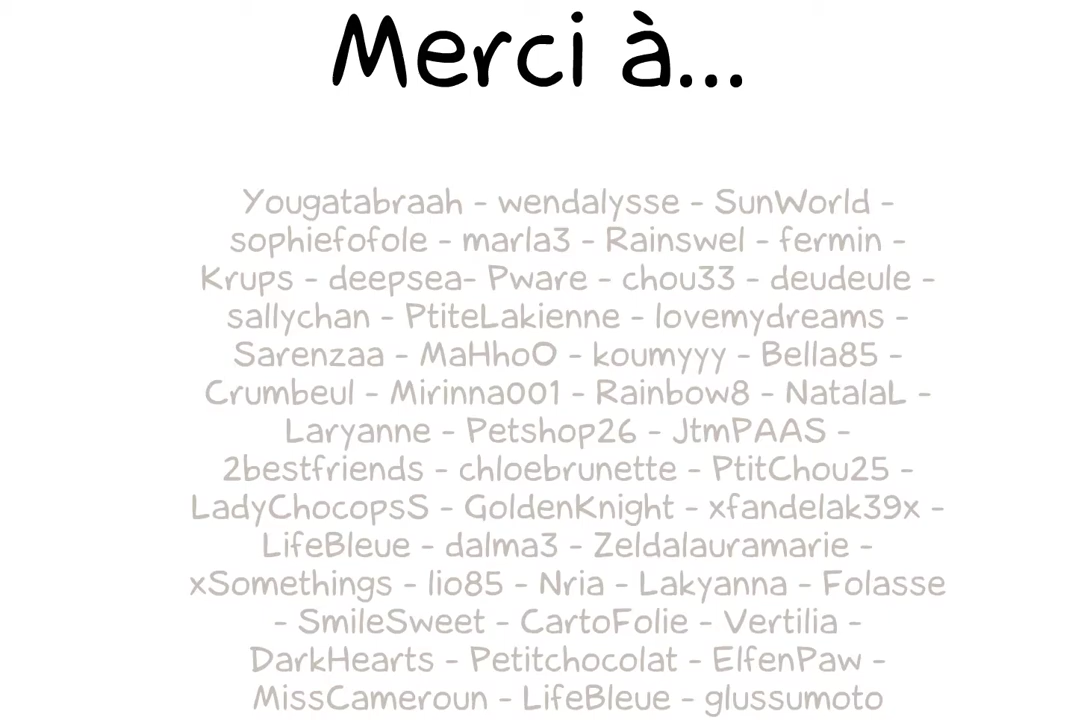 Merci à...
Yougatabraah - wendalysse - SunWorld -
sophiefofole - marla3 - Rainswel - fermin -
Krups - deepsea- Pware - chou33 - deudeule -
sallychan - PtiteLakienne - lovemydreams -
Sarenzaa - MaHhoO - koumyyy - Bella85 -
Crumbeul - Mirinna001 - Rainbow8 - NatalaL -
Laryanne - Petshop26 - JtmPAAS -
2bestfriends - chloebrunette - PtitChou25 -
LadyChocopsS - GoldenKnight - xfandelak39x -
LifeBleue - dalma3 - Zeldalauramarie -
xSomethings - lio85 - Nria - Lakyanna - Folasse
- SmileSweet - CartoFolie - Vertilia -
DarkHearts - Petitchocolat - ElfenPaw -
MissCameroun - LifeBleue - glussumoto